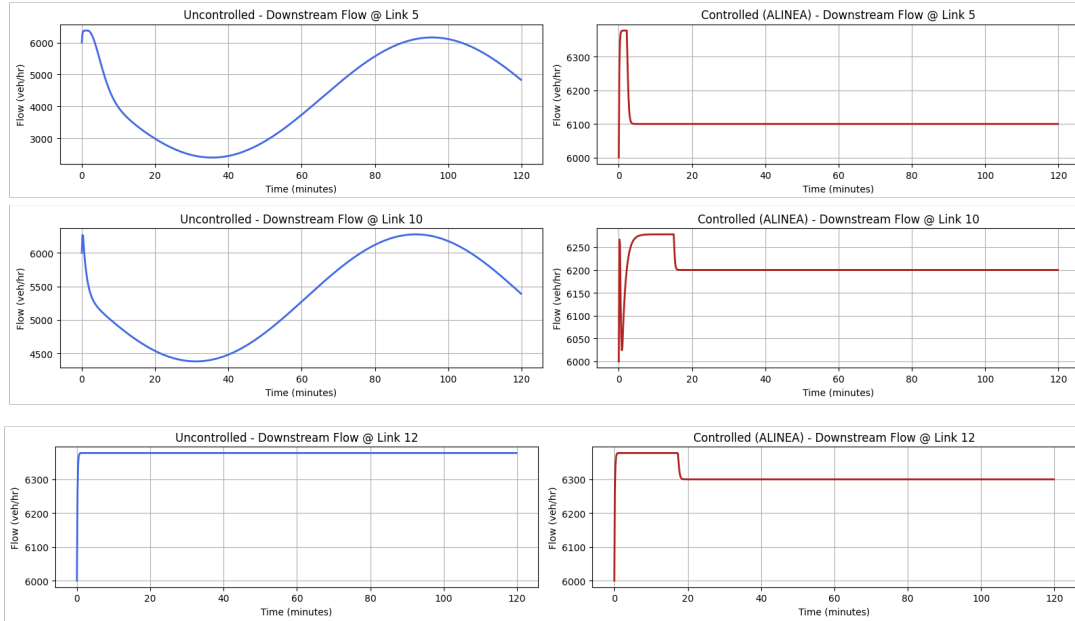 Uncontrolled - Downstream Flow @ Link 5
Flow (veh/hr)
6000
5000
4000
3000
0 20 40 60 80 100 120
Time (minutes)
Controlled (ALINEA) - Downstream Flow @ Link 5
Flow (veh/hr)
6300
6200
6100
6000
0 20 40 60 80 100 120
Time (minutes)
Uncontrolled - Downstream Flow @ Link 10
Flow (veh/hr)
6000
5500
5000
4500
0 20 40 60 80 100 120
Time (minutes)
Controlled (ALINEA) - Downstream Flow @ Link 10
Flow (veh/hr)
6250
6200
6150
6100
6050
6000
0 20 40 60 80 100 120
Time (minutes)
Uncontrolled - Downstream Flow @ Link 12
Flow (veh/hr)
6300
6200
6100
6000
0 20 40 60 80 100 120
Time (minutes)
Controlled (ALINEA) - Downstream Flow @ Link 12
Flow (veh/hr)
6300
6200
6100
6000
0 20 40 60 80 100 120
Time (minutes)